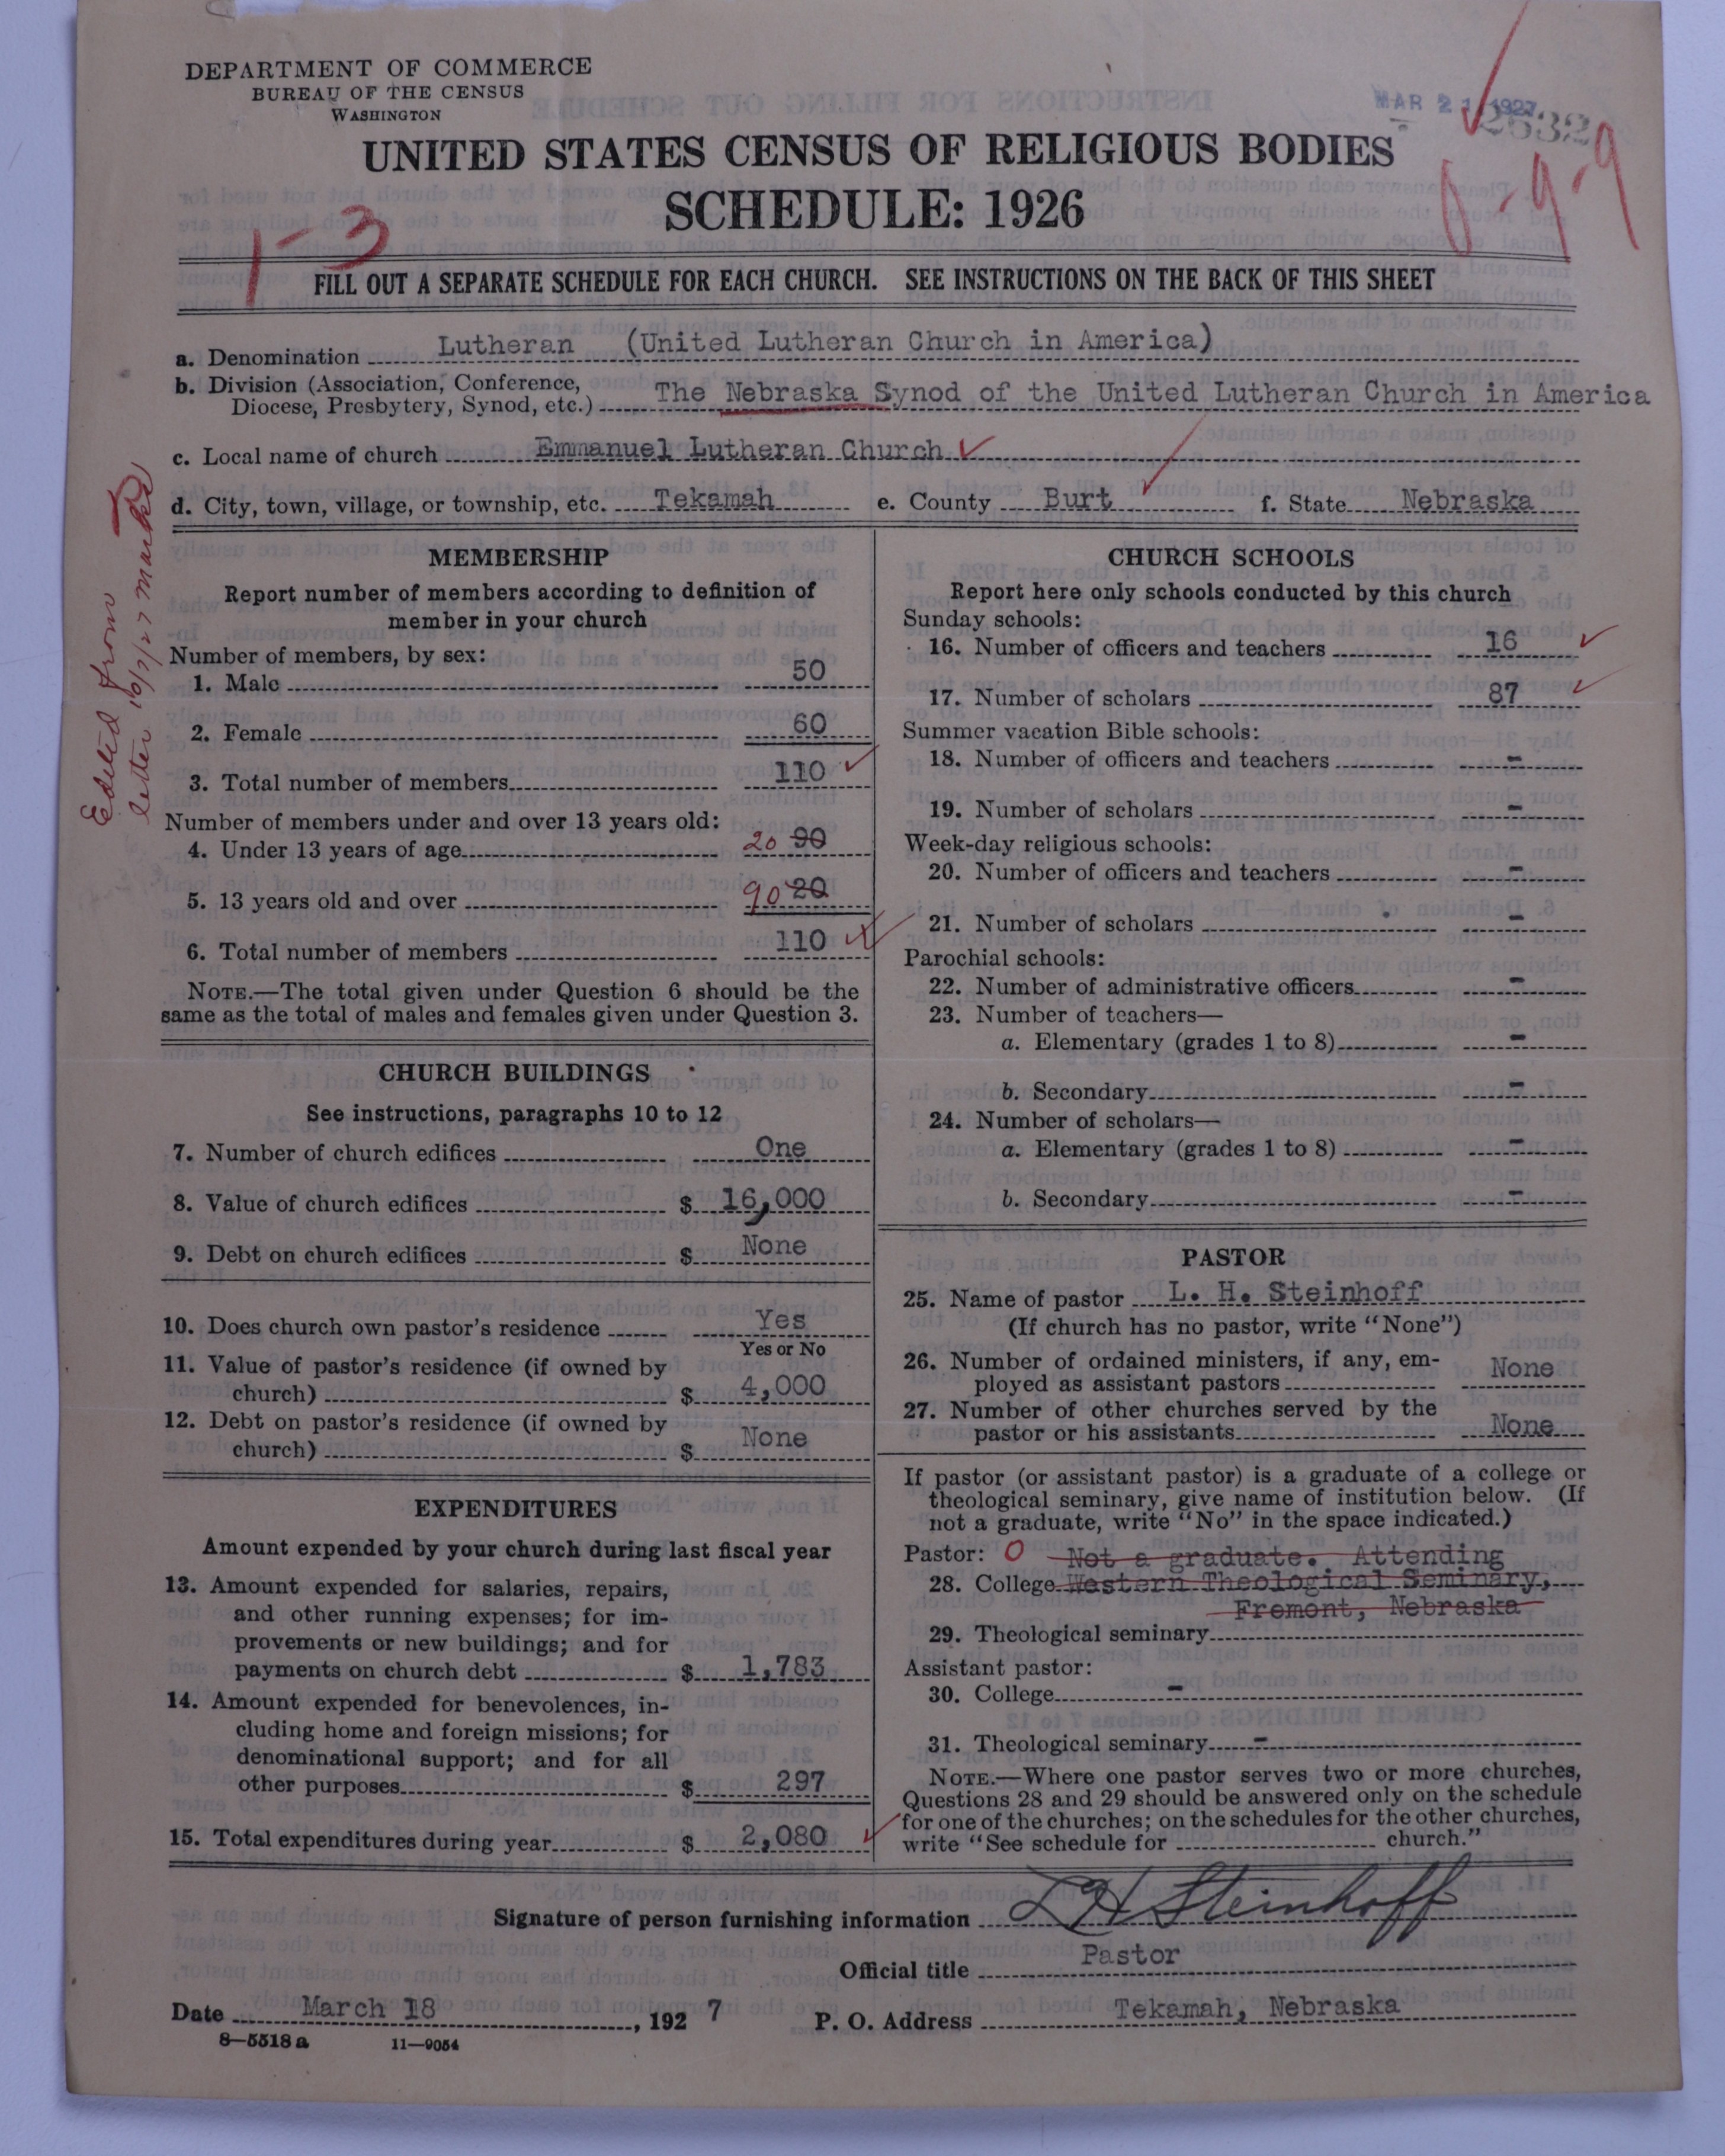 DEPARTMENT OF COMMERCE
BUREAU OF THE CENSUS
WASHINGTON
MAR 21 1927
UNITED STATES CENSUS OF RELIGIOUS BODIES
SCHEDULE: 1926
1-3
FILL OUT A SEPARATE SCHEDULE FOR EACH CHURCH. SEE INSTRUCTIONS ON THE BACK OF THIS SHEET
a. Denomination Lutheran (United Lutheran Church in America)
b. Division (Association, Conference,
Diocese, Presbytery, Synod, etc.) The Nebraska Synod of the United Lutheran Church in America
c. Local name of church Emmanuel Lutheran Church
d. City, town, village, or township, etc. Tekamah e. County Burt f. State Nebraska
Edited from
letter 10/7/27
MEMBERSHIP
Report number of members according to definition of
member in your church
Number of members, by sex:
1. Male 50
2. Female 60
3. Total number of members 110
Number of members under and over 13 years old:
4. Under 13 years of age 20 90
5. 13 years old and over 90 20
6. Total number of members 110
NOTE.—The total given under Question 6 should be the
same as the total of males and females given under Question 3.
CHURCH BUILDINGS
See instructions, paragraphs 10 to 12
7. Number of church edifices One
8. Value of church edifices $ 16,000
9. Debt on church edifices $ None
10. Does church own pastor's residence Yes
Yes or No
11. Value of pastor's residence (if owned by
church) $ 4,000
12. Debt on pastor's residence (if owned by
church) $ None
EXPENDITURES
Amount expended by your church during last fiscal year
13. Amount expended for salaries, repairs,
and other running expenses; for im-
provements or new buildings; and for
payments on church debt $ 1,783
14. Amount expended for benevolences, in-
cluding home and foreign missions; for
denominational support; and for all
other purposes $ 297
15. Total expenditures during year $ 2,080
CHURCH SCHOOLS
Report here only schools conducted by this church
Sunday schools:
16. Number of officers and teachers 16
17. Number of scholars 87
Summer vacation Bible schools:
18. Number of officers and teachers -
19. Number of scholars -
Week-day religious schools:
20. Number of officers and teachers -
21. Number of scholars -
Parochial schools:
22. Number of administrative officers -
23. Number of teachers—
a. Elementary (grades 1 to 8) -
b. Secondary -
24. Number of scholars—
a. Elementary (grades 1 to 8) -
b. Secondary -
PASTOR
25. Name of pastor L. H. Steinhoff
(If church has no pastor, write "None")
26. Number of ordained ministers, if any, em-
ployed as assistant pastors None
27. Number of other churches served by the
pastor or his assistants None
If pastor (or assistant pastor) is a graduate of a college or
theological seminary, give name of institution below. (If
not a graduate, write "No" in the space indicated.)
Pastor: 0 Not a graduate. Attending
28. College Western Theological Seminary,
Fremont, Nebraska
29. Theological seminary
Assistant pastor:
30. College -
31. Theological seminary -
NOTE.—Where one pastor serves two or more churches,
Questions 28 and 29 should be answered only on the schedule
for one of the churches; on the schedules for the other churches,
write "See schedule for church."
Signature of person furnishing information L H Steinhoff
Official title Pastor
Date March 18, 1927 P. O. Address Tekamah, Nebraska
8—5518 a 11—9054